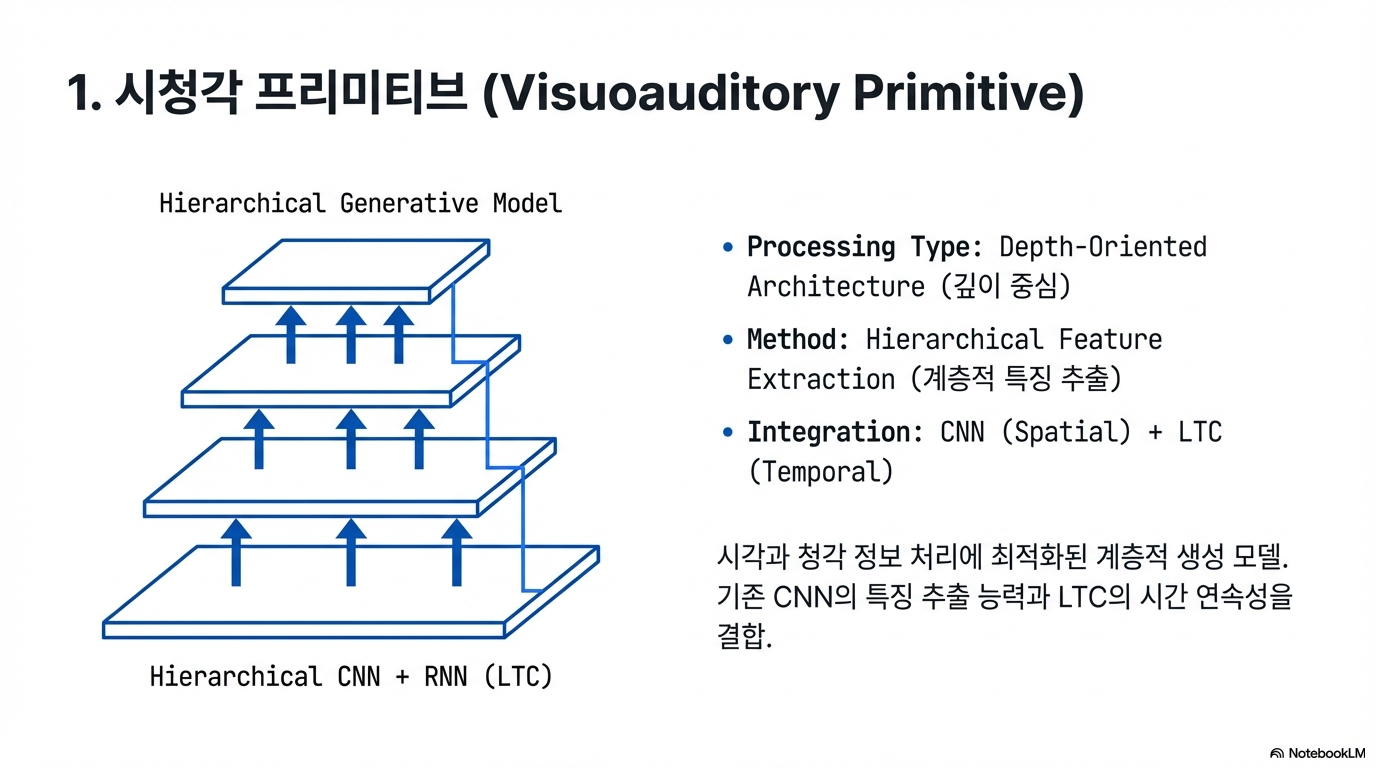 1. 시청각 프리미티브 (Visuoauditory Primitive)
Hierarchical Generative Model
Hierarchical CNN + RNN (LTC)
• Processing Type: Depth-Oriented
Architecture (깊이 중심)
• Method: Hierarchical Feature
Extraction (계층적 특징 추출)
• Integration: CNN (Spatial) + LTC
(Temporal)
시각과 청각 정보 처리에 최적화된 계층적 생성 모델.
기존 CNN의 특징 추출 능력과 LTC의 시간 연속성을
결합.
NotebookLM